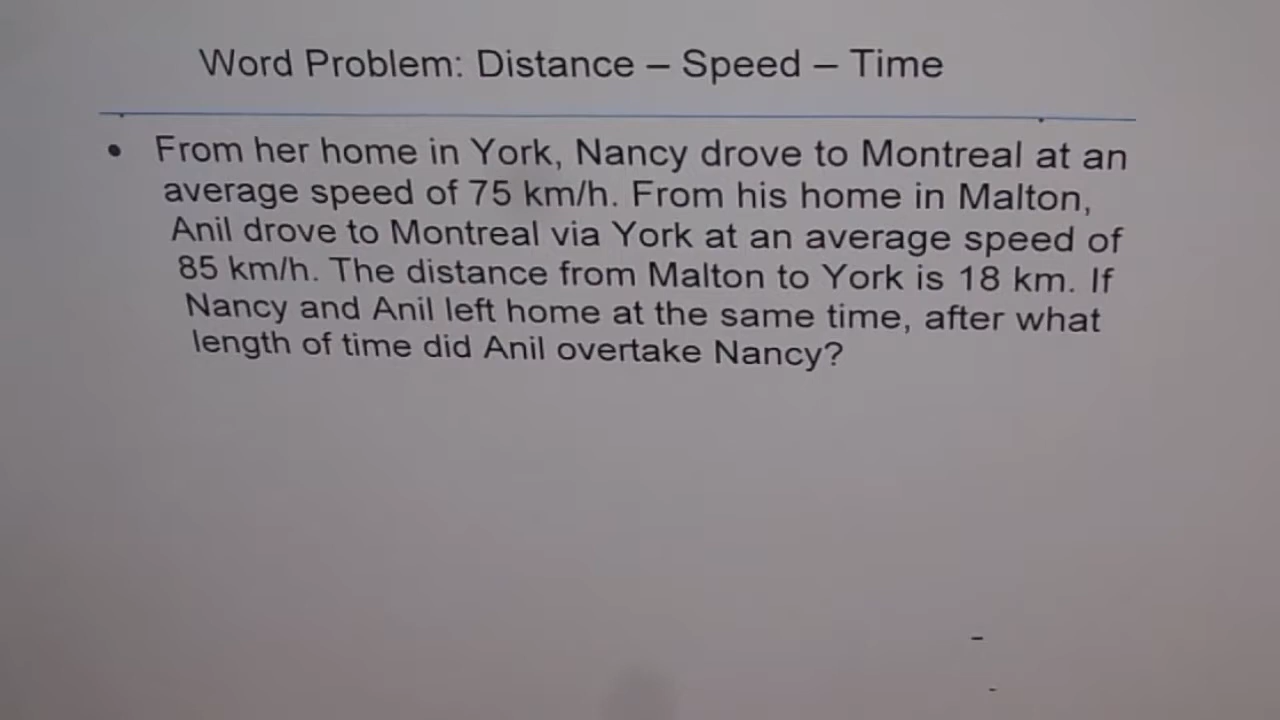 Word Problem: Distance – Speed – Time
• From her home in York, Nancy drove to Montreal at an
average speed of 75 km/h. From his home in Malton,
Anil drove to Montreal via York at an average speed of
85 km/h. The distance from Malton to York is 18 km. If
Nancy and Anil left home at the same time, after what
length of time did Anil overtake Nancy?